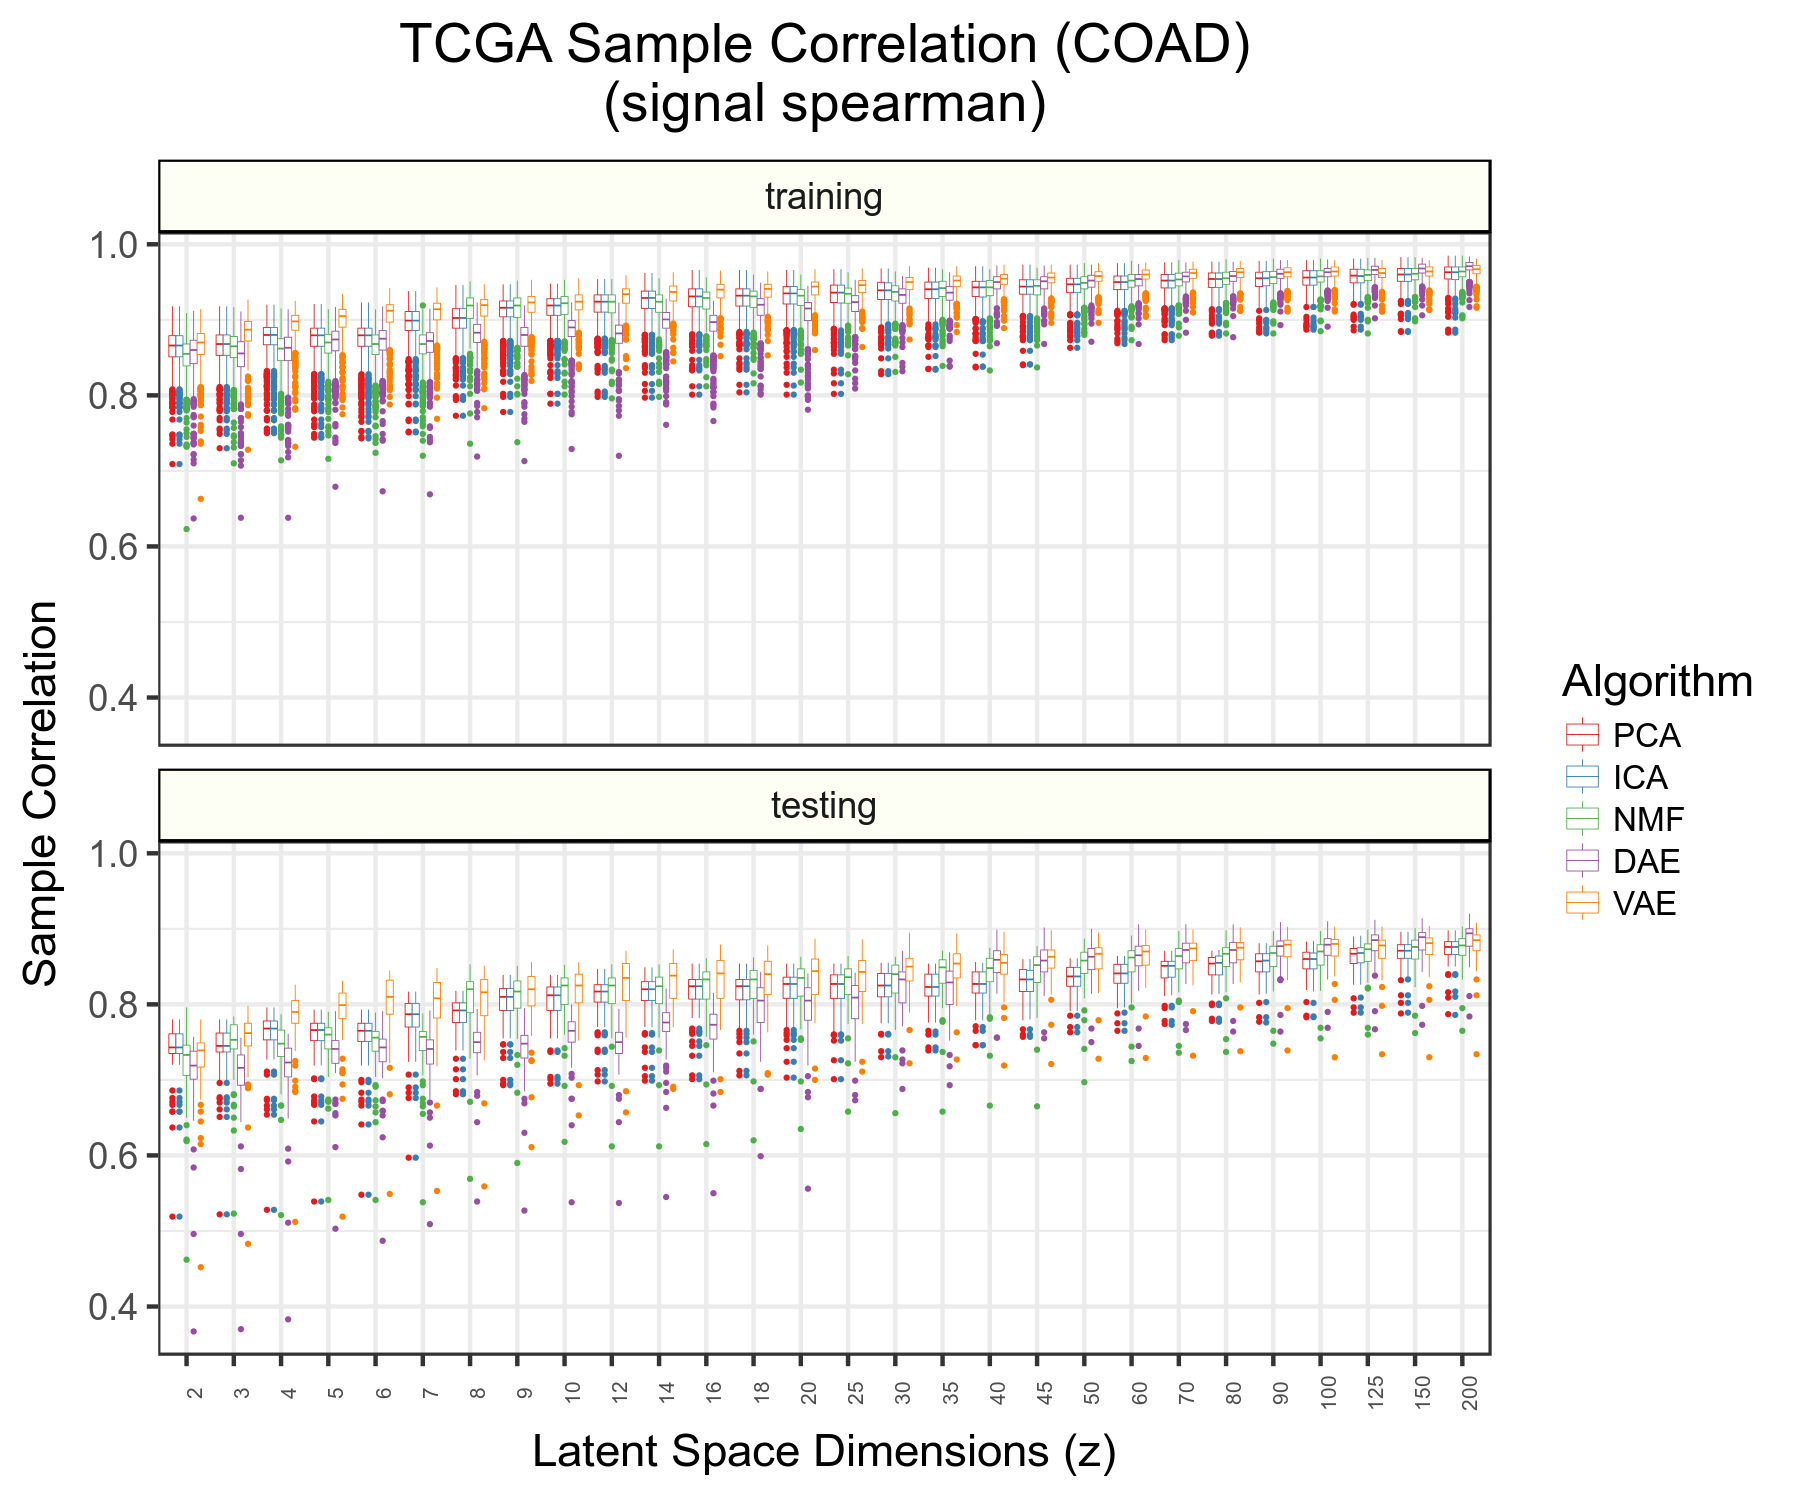 TCGA Sample Correlation (COAD)
(signal spearman)
training
1.0
0.8
0.6
0.4
Sample Correlation
testing
1.0
0.8
0.6
0.4
2 3 4 5 6 7 8 9 10 12 14 16 18 20 25 30 35 40 45 50 60 70 80 90 100 125 150 200
Latent Space Dimensions (z)
Algorithm
PCA
ICA
NMF
DAE
VAE